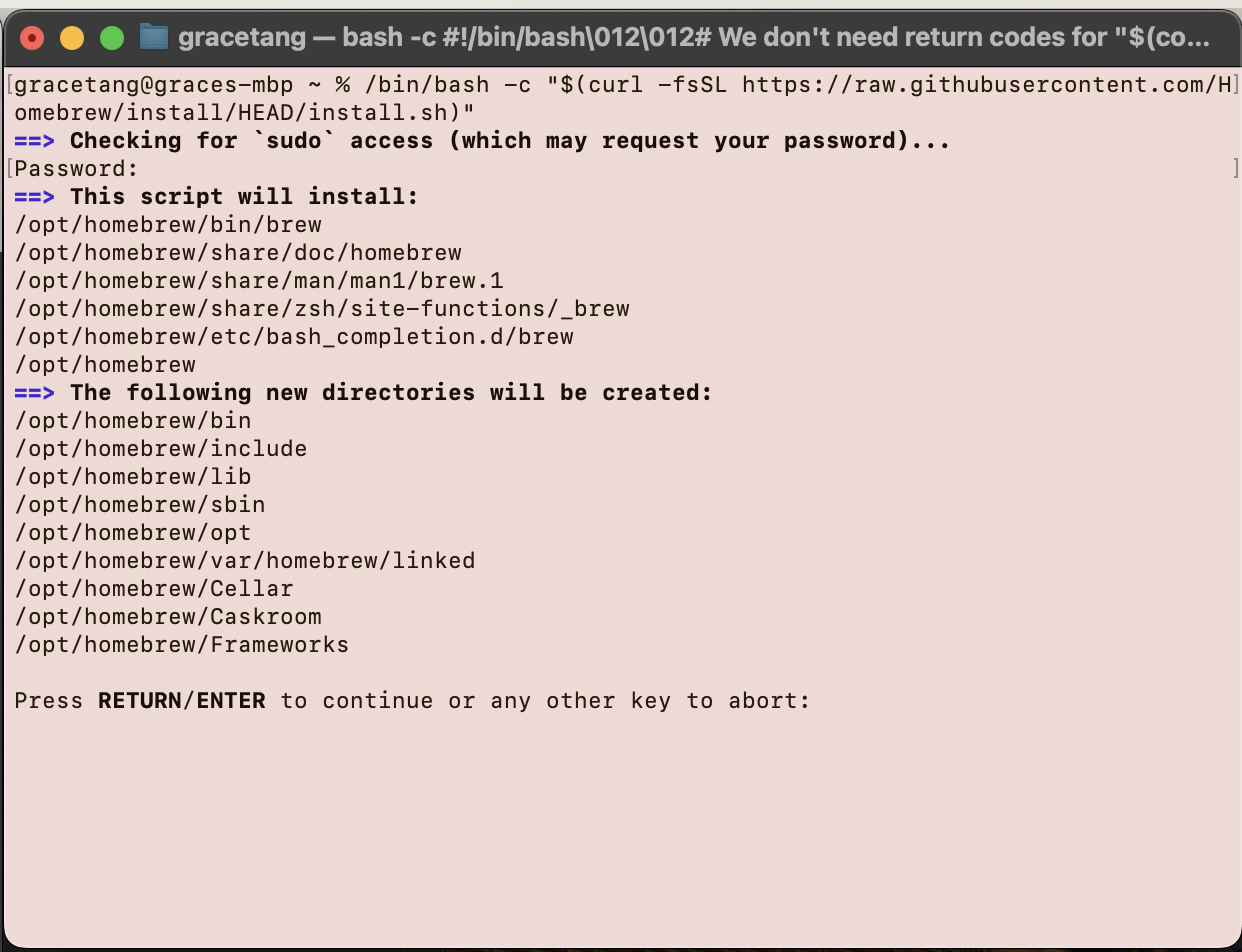 gracetang — bash -c #!/bin/bash\012\012# We don't need return codes for "$(co...
[gracetang@graces-mbp ~ % /bin/bash -c "$(curl -fsSL https://raw.githubusercontent.com/H]
omebrew/install/HEAD/install.sh)"
==> Checking for `sudo` access (which may request your password)...
[Password: ]
==> This script will install:
/opt/homebrew/bin/brew
/opt/homebrew/share/doc/homebrew
/opt/homebrew/share/man/man1/brew.1
/opt/homebrew/share/zsh/site-functions/_brew
/opt/homebrew/etc/bash_completion.d/brew
/opt/homebrew
==> The following new directories will be created:
/opt/homebrew/bin
/opt/homebrew/include
/opt/homebrew/lib
/opt/homebrew/sbin
/opt/homebrew/opt
/opt/homebrew/var/homebrew/linked
/opt/homebrew/Cellar
/opt/homebrew/Caskroom
/opt/homebrew/Frameworks
Press RETURN/ENTER to continue or any other key to abort: